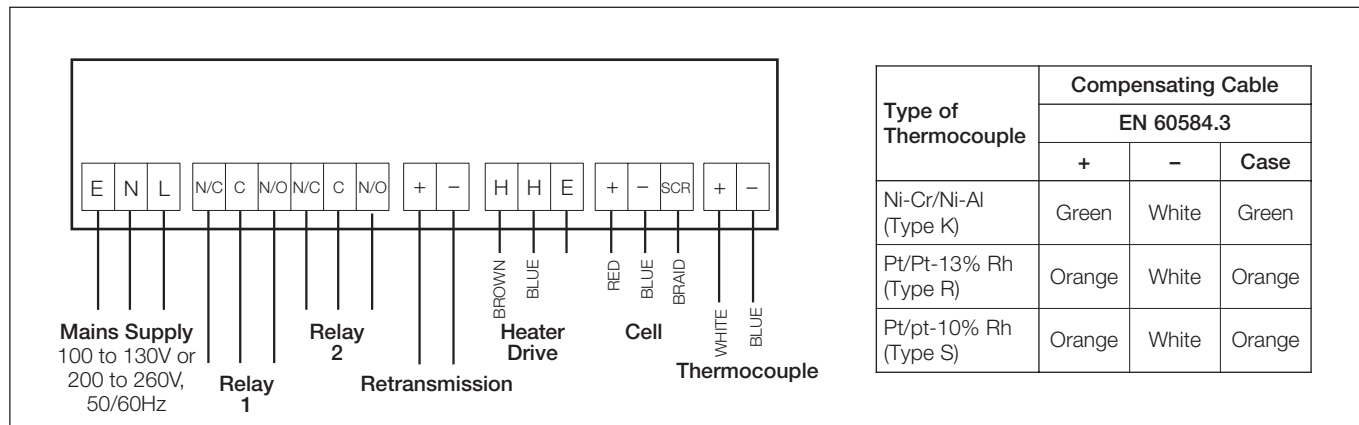 E N L N/C C N/O N/C C N/O + − H H E + − SCR + −
BROWN
BLUE
RED
BLUE
BRAID
WHITE
BLUE
Mains Supply
100 to 130V or
200 to 260V,
50/60Hz
Relay
1
Relay
2
Retransmission
Heater
Drive
Cell
Thermocouple
Type of
Thermocouple
Compensating Cable
EN 60584.3
+ − Case
Ni-Cr/Ni-Al
(Type K)
Green White Green
Pt/Pt-13% Rh
(Type R)
Orange White Orange
Pt/pt-10% Rh
(Type S)
Orange White Orange